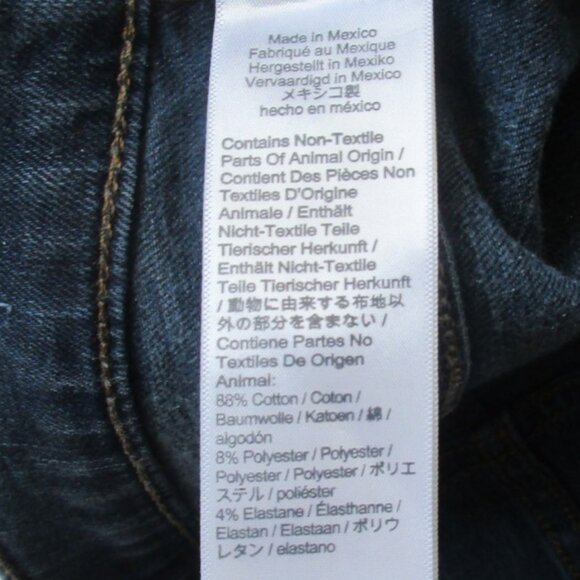 Made in Mexico
Fabriqué au Mexique
Hergestellt in Mexiko
Vervaardigd in Mexico
メキシコ製
hecho en méxico
Contains Non-Textile
Parts Of Animal Origin /
Contient Des Pièces Non
Textiles D'Origine
Animale / Enthält
Nicht-Textile Teile
Tierischer Herkunft /
Enthält Nicht-Textile
Teile Tierischer Herkunft
/ 動物に由来する布地以
外の部分を含まない /
Contiene Partes No
Textiles De Origen
Animal:
88% Cotton / Coton /
Baumwolle / Katoen / 綿 /
algodón
8% Polyester / Polyester /
Polyester / Polyester / ポリエ
ステル / poliéster
4% Elastane / Élasthanne /
Elastan / Elastaan / ポリウ
レタン / elastano